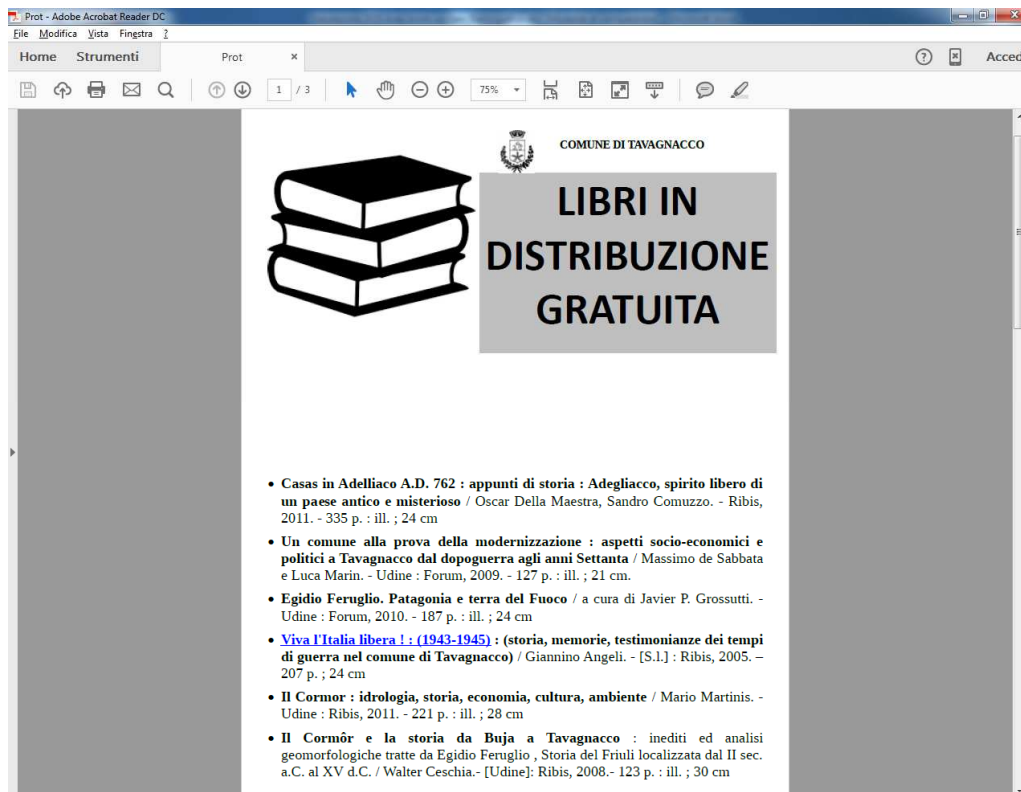 Prot - Adobe Acrobat Reader DC
File Modifica Vista Finestra ?
Home Strumenti Prot × ? Acced
1 / 3 75%
COMUNE DI TAVAGNACCO
LIBRI IN
DISTRIBUZIONE
GRATUITA
• Casas in Adelliaco A.D. 762 : appunti di storia : Adegliacco, spirito libero di
un paese antico e misterioso / Oscar Della Maestra, Sandro Comuzzo. - Ribis,
2011. - 335 p. : ill. ; 24 cm
• Un comune alla prova della modernizzazione : aspetti socio-economici e
politici a Tavagnacco dal dopoguerra agli anni Settanta / Massimo de Sabbata
e Luca Marin. - Udine : Forum, 2009. - 127 p. : ill. ; 21 cm.
• Egidio Feruglio. Patagonia e terra del Fuoco / a cura di Javier P. Grossutti. -
Udine : Forum, 2010. - 187 p. : ill. ; 24 cm
• Viva l'Italia libera ! : (1943-1945) : (storia, memorie, testimonianze dei tempi
di guerra nel comune di Tavagnacco) / Giannino Angeli. - [S.l.] : Ribis, 2005. –
207 p. ; 24 cm
• Il Cormor : idrologia, storia, economia, cultura, ambiente / Mario Martinis. -
Udine : Ribis, 2011. - 221 p. : ill. ; 28 cm
• Il Cormôr e la storia da Buja a Tavagnacco : inediti ed analisi
geomorfologiche tratte da Egidio Feruglio , Storia del Friuli localizzata dal II sec.
a.C. al XV d.C. / Walter Ceschia.- [Udine]: Ribis, 2008.- 123 p. : ill. ; 30 cm